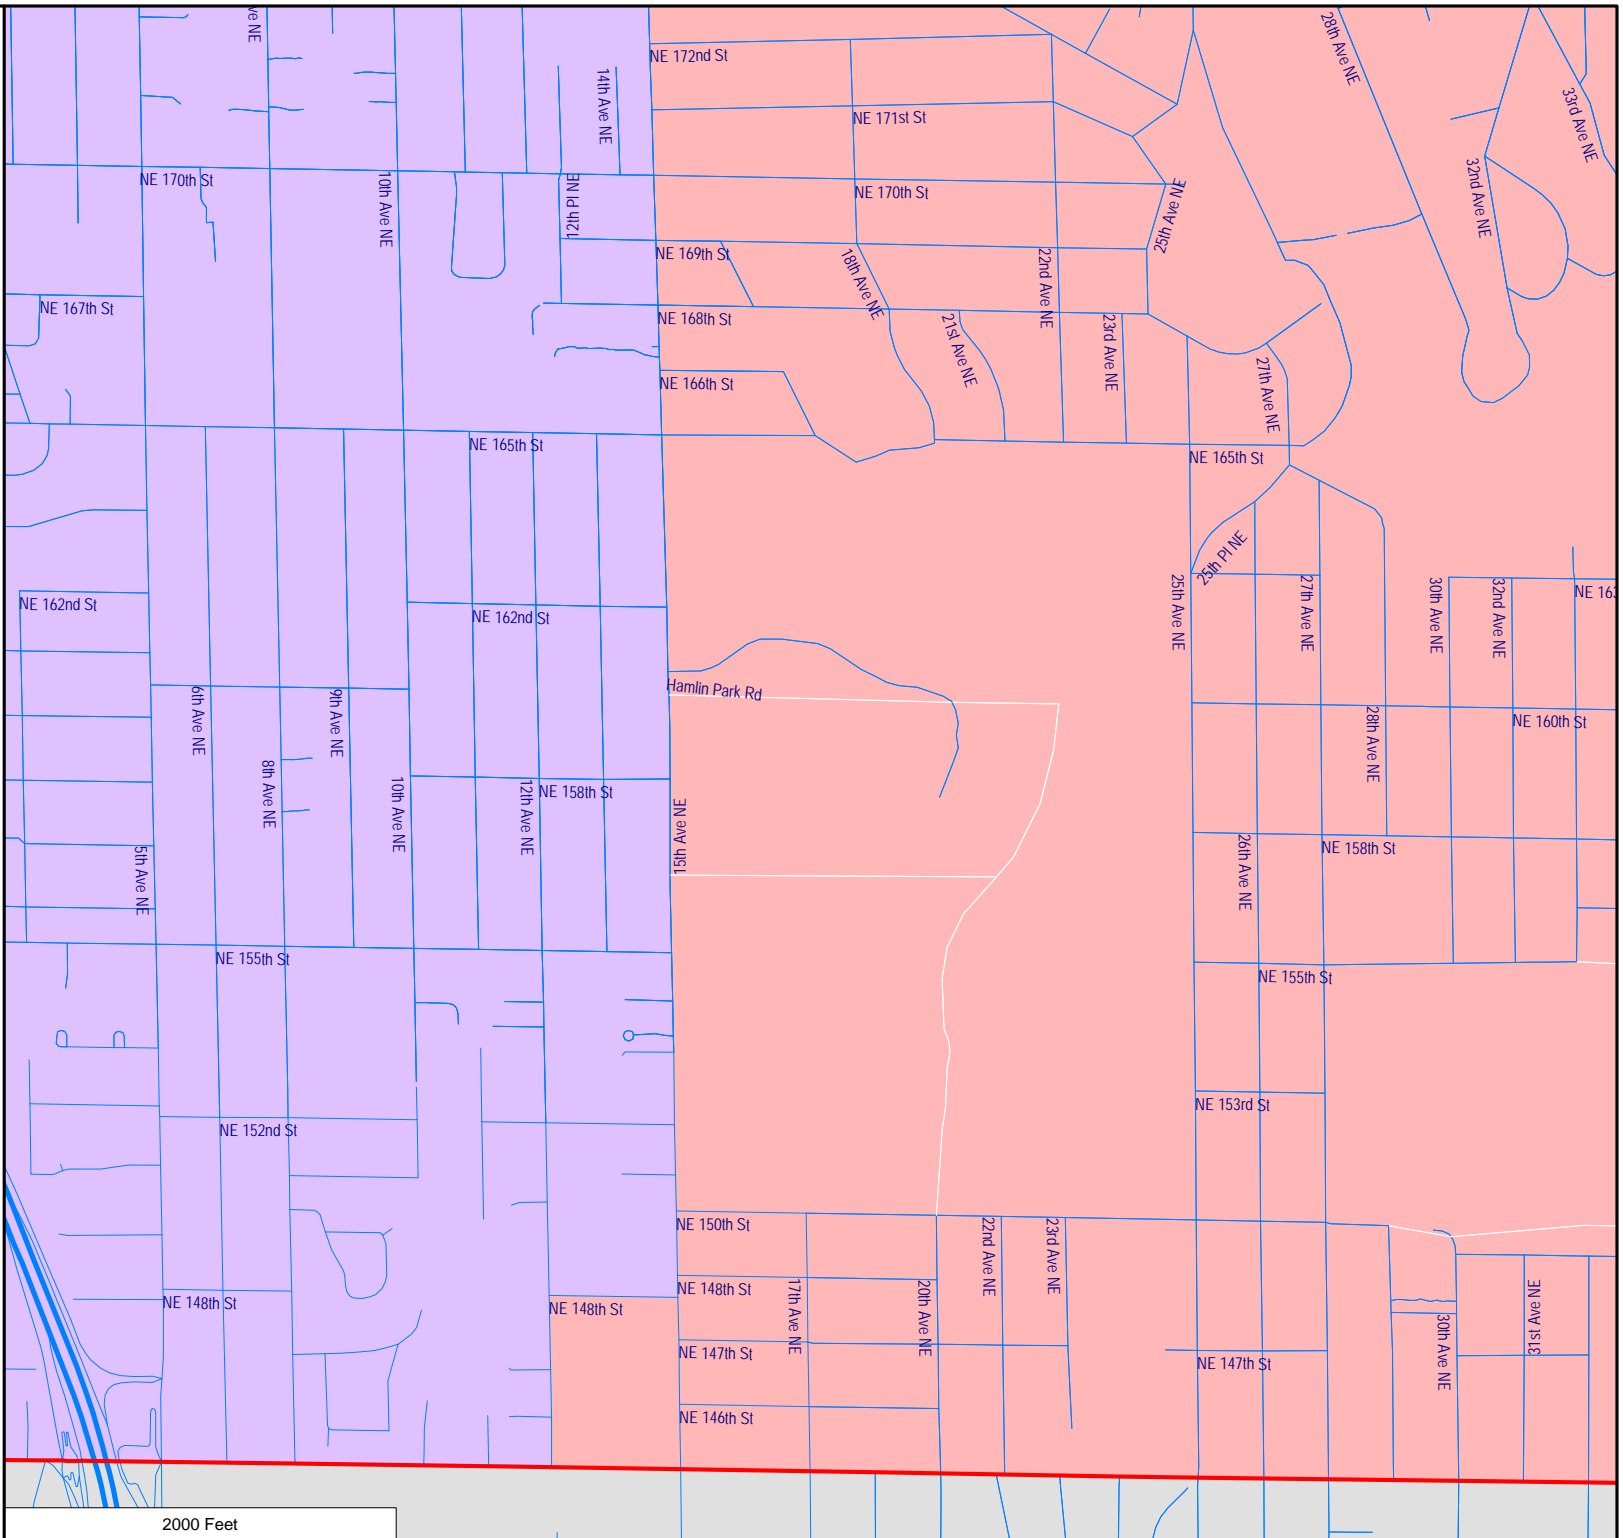 ve NE
28th Ave NE
NE 172nd St
14th Ave NE
33rd Ave NE
NE 171st St
NE 170th St
10th Ave NE
12th Pl NE
NE 170th St
25th Ave NE
32nd Ave NE
NE 169th St
18th Ave NE
22nd Ave NE
NE 167th St
NE 168th St
21st Ave NE
23rd Ave NE
27th Ave NE
NE 166th St
NE 165th St
NE 165th St
25th Pl NE
NE 162nd St
NE 162nd St
25th Ave NE
27th Ave NE
30th Ave NE
32nd Ave NE
NE 163
Hamlin Park Rd
6th Ave NE
9th Ave NE
28th Ave NE
NE 160th St
8th Ave NE
10th Ave NE
12th Ave NE
NE 158th St
15th Ave NE
5th Ave NE
26th Ave NE
NE 158th St
NE 155th St
NE 155th St
NE 153rd St
NE 152nd St
NE 150th St
22nd Ave NE
23rd Ave NE
NE 148th St
NE 148th St
NE 148th St
17th Ave NE
20th Ave NE
30th Ave NE
31st Ave NE
NE 147th St
NE 147th St
NE 146th St
2000 Feet